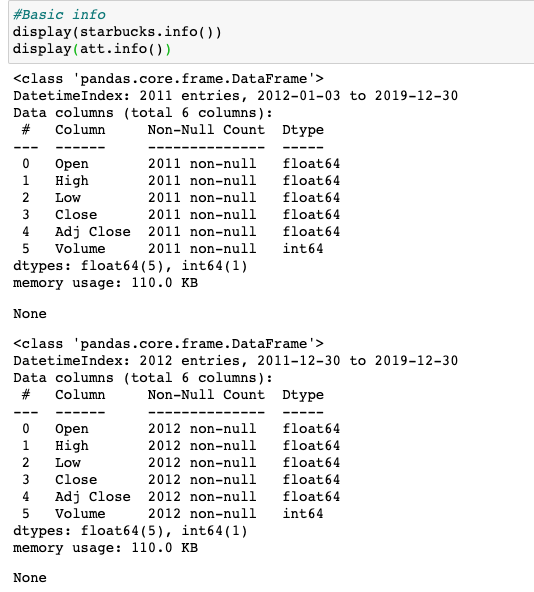 #Basic info
display(starbucks.info())
display(att.info())
<class 'pandas.core.frame.DataFrame'>
DatetimeIndex: 2011 entries, 2012-01-03 to 2019-12-30
Data columns (total 6 columns):
 #   Column     Non-Null Count  Dtype
---  ------     --------------  -----
 0   Open       2011 non-null   float64
 1   High       2011 non-null   float64
 2   Low        2011 non-null   float64
 3   Close      2011 non-null   float64
 4   Adj Close  2011 non-null   float64
 5   Volume     2011 non-null   int64
dtypes: float64(5), int64(1)
memory usage: 110.0 KB
None
<class 'pandas.core.frame.DataFrame'>
DatetimeIndex: 2012 entries, 2011-12-30 to 2019-12-30
Data columns (total 6 columns):
 #   Column     Non-Null Count  Dtype
---  ------     --------------  -----
 0   Open       2012 non-null   float64
 1   High       2012 non-null   float64
 2   Low        2012 non-null   float64
 3   Close      2012 non-null   float64
 4   Adj Close  2012 non-null   float64
 5   Volume     2012 non-null   int64
dtypes: float64(5), int64(1)
memory usage: 110.0 KB
None